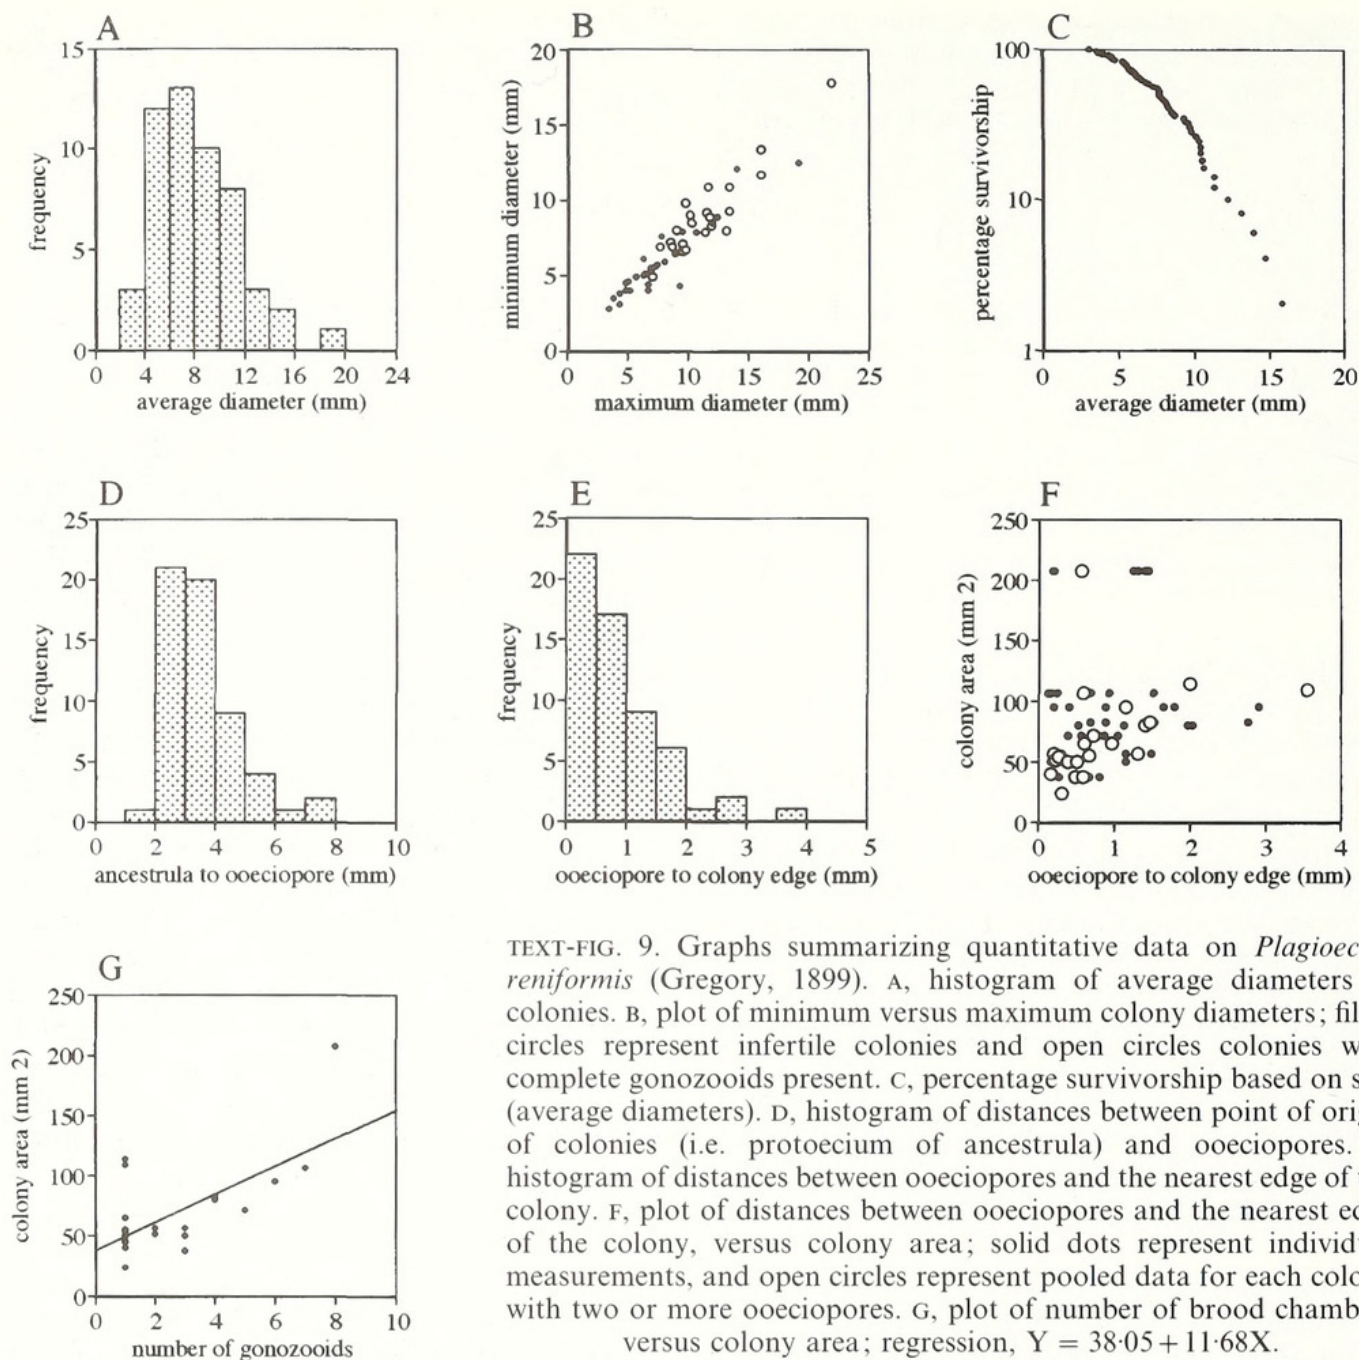 A
15
10
5
0
frequency
0 4 8 12 16 20 24
average diameter (mm)
B
20
15
10
5
0
minimum diameter (mm)
0 5 10 15 20 25
maximum diameter (mm)
C
100
10
1
percentage survivorship
0 5 10 15 20
average diameter (mm)
D
25
20
15
10
5
0
frequency
0 2 4 6 8 10
ancestrula to ooeciopore (mm)
E
25
20
15
10
5
0
frequency
0 1 2 3 4 5
ooeciopore to colony edge (mm)
F
250
200
150
100
50
0
colony area (mm 2)
0 1 2 3 4
ooeciopore to colony edge (mm)
G
250
200
150
100
50
0
colony area (mm 2)
0 2 4 6 8 10
number of gonozooids
TEXT-FIG. 9. Graphs summarizing quantitative data on Plagioec
reniformis (Gregory, 1899). A, histogram of average diameters
colonies. B, plot of minimum versus maximum colony diameters; fil
circles represent infertile colonies and open circles colonies w
complete gonozooids present. C, percentage survivorship based on s
(average diameters). D, histogram of distances between point of orig
of colonies (i.e. protoecium of ancestrula) and ooeciopores.
histogram of distances between ooeciopores and the nearest edge of
colony. F, plot of distances between ooeciopores and the nearest ed
of the colony, versus colony area; solid dots represent individ
measurements, and open circles represent pooled data for each colo
with two or more ooeciopores. G, plot of number of brood chamb
versus colony area; regression, Y = 38·05 + 11·68X.